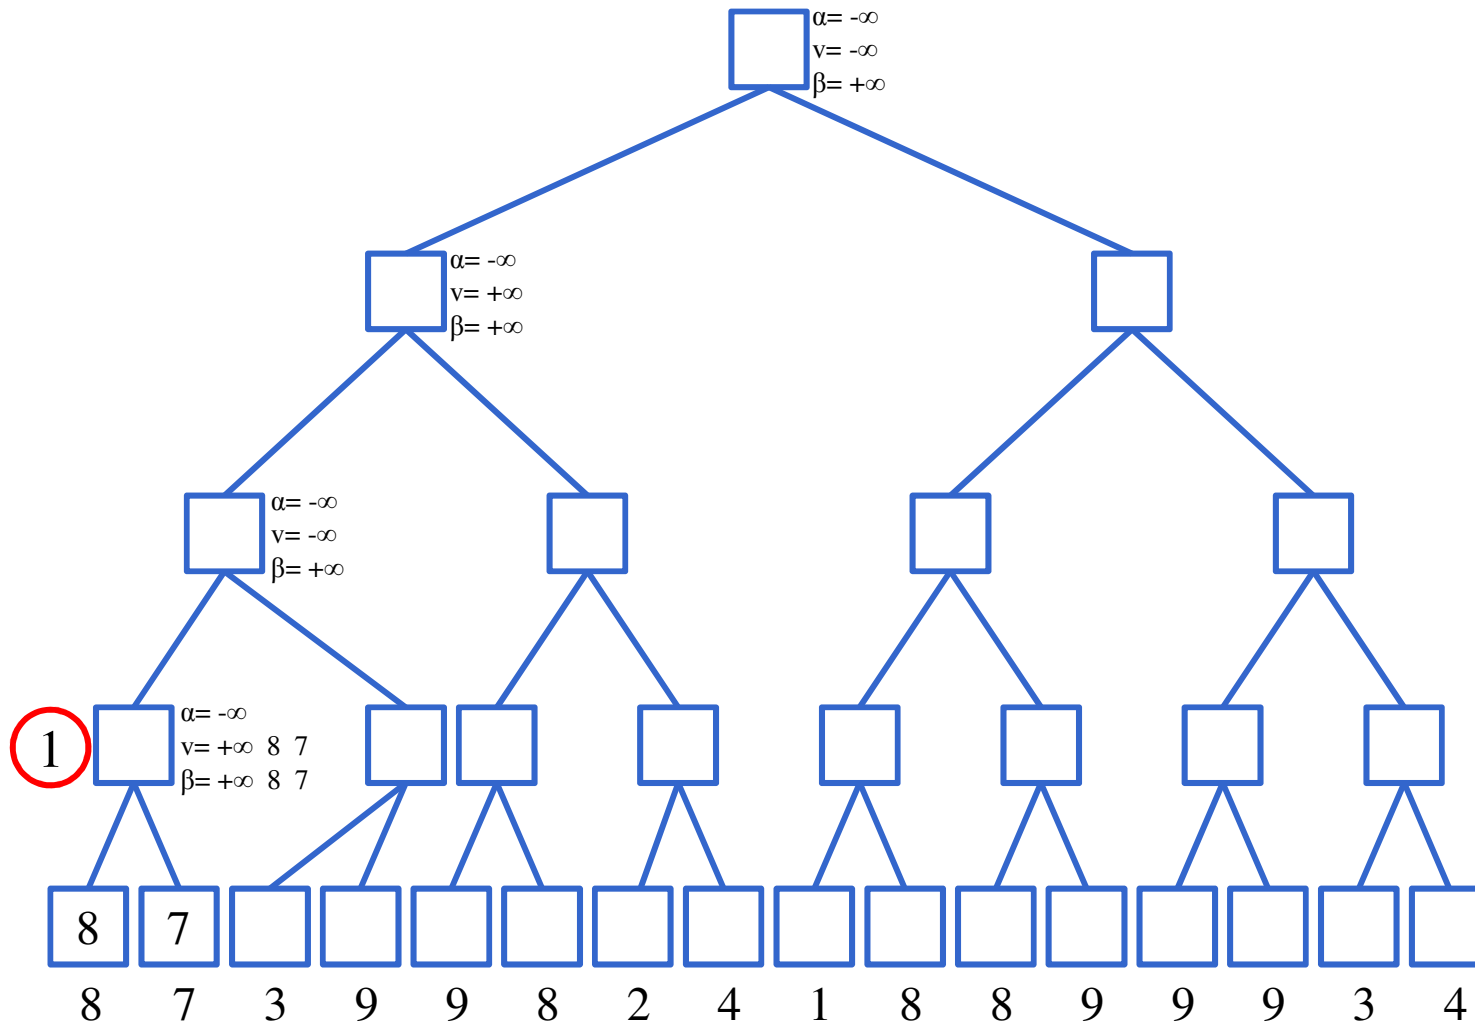 α= -∞
v= -∞
β= +∞
α= -∞
v= +∞
β= +∞
α= -∞
v= -∞
β= +∞
1
α= -∞
v= +∞ 8 7
β= +∞ 8 7
8 7
8 7 3 9 9 8 2 4 1 8 8 9 9 9 3 4